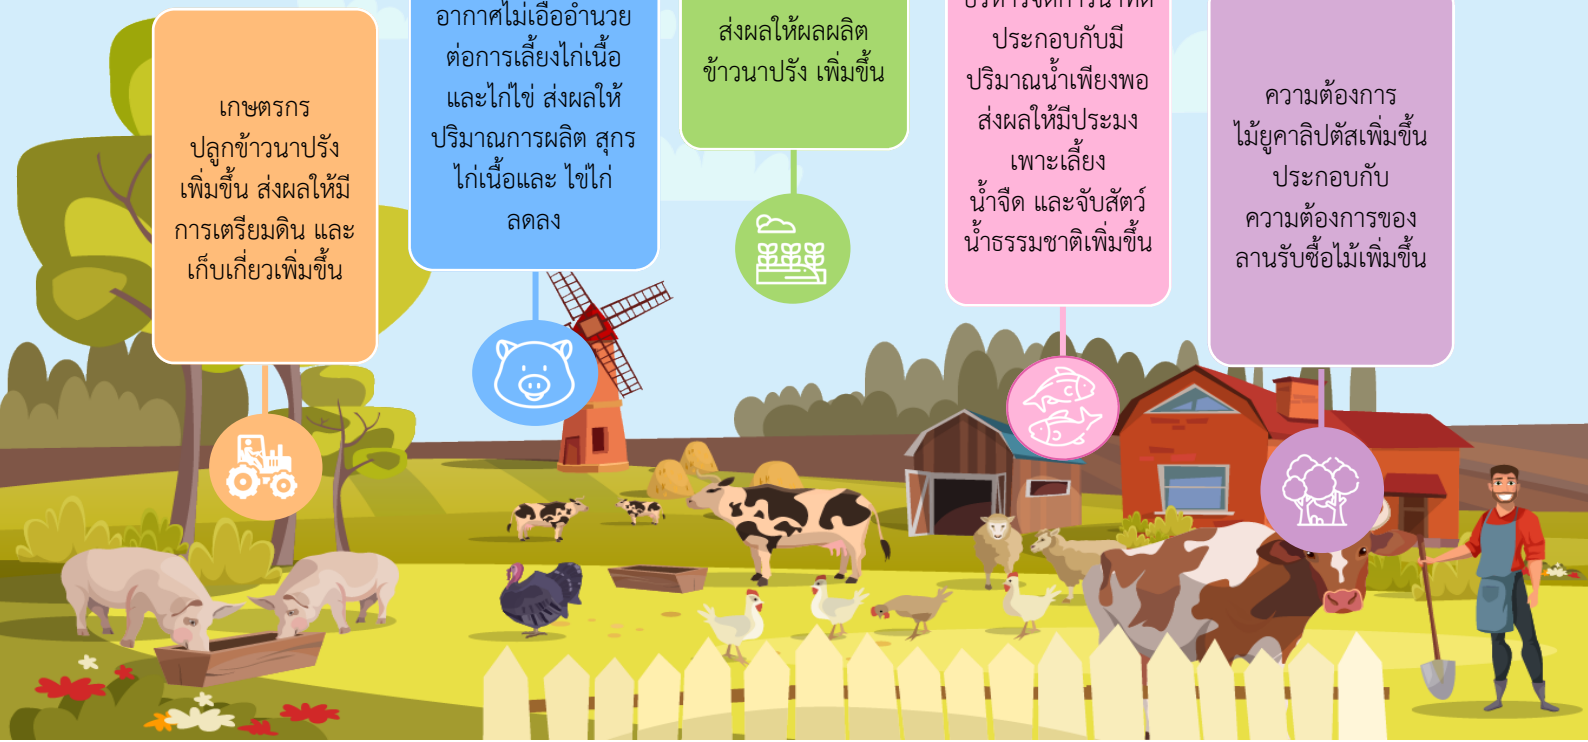 เกษตรกร
ปลูกข้าวนาปรัง
เพิ่มขึ้น ส่งผลให้มี
การเตรียมดิน และ
เก็บเกี่ยวเพิ่มขึ้น
อากาศไม่เอื้ออำนวย
ต่อการเลี้ยงไก่เนื้อ
และไก่ไข่ ส่งผลให้
ปริมาณการผลิต สุกร
ไก่เนื้อและ ไข่ไก่
ลดลง
ส่งผลให้ผลผลิต
ข้าวนาปรัง เพิ่มขึ้น
ประกอบกับมี
ปริมาณน้ำเพียงพอ
ส่งผลให้มีประมง
เพาะเลี้ยง
น้ำจืด และจับสัตว์
น้ำธรรมชาติเพิ่มขึ้น
ความต้องการ
ไม้ยูคาลิปตัสเพิ่มขึ้น
ประกอบกับ
ความต้องการของ
ลานรับซื้อไม้เพิ่มขึ้น